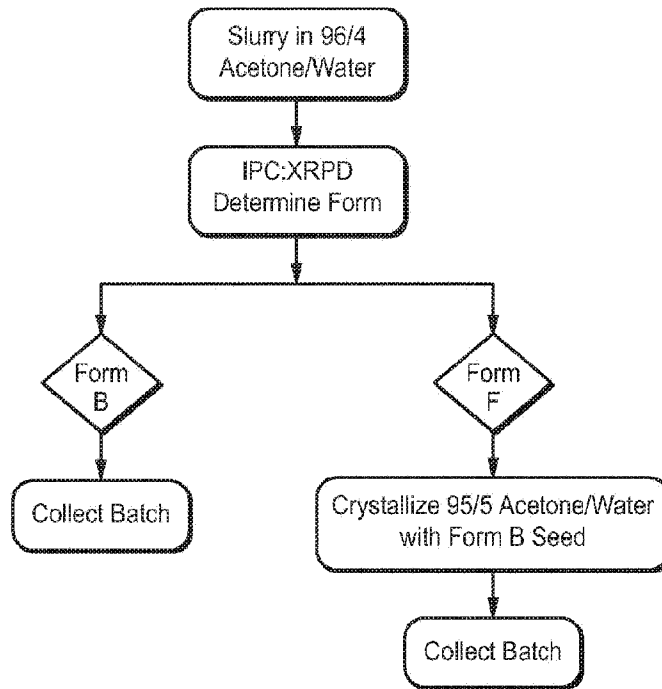 Slurry in 96/4
Acetone/Water
IPC:XRPD
Determine Form
Form
B
Form
F
Collect Batch
Crystallize 95/5 Acetone/Water
with Form B Seed
Collect Batch